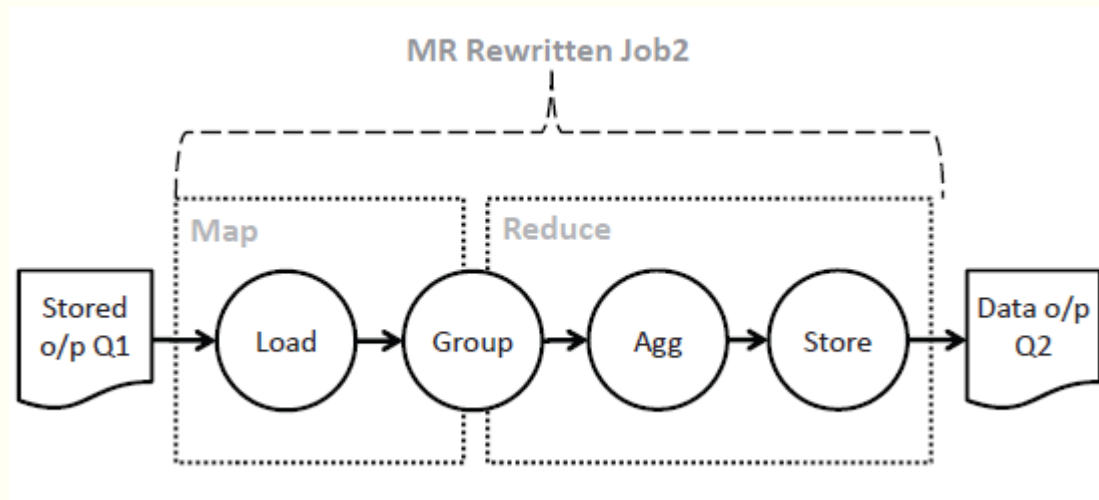 MR Rewritten Job2
Map
Reduce
Stored
o/p Q1
Load
Group
Agg
Store
Data o/p
Q2